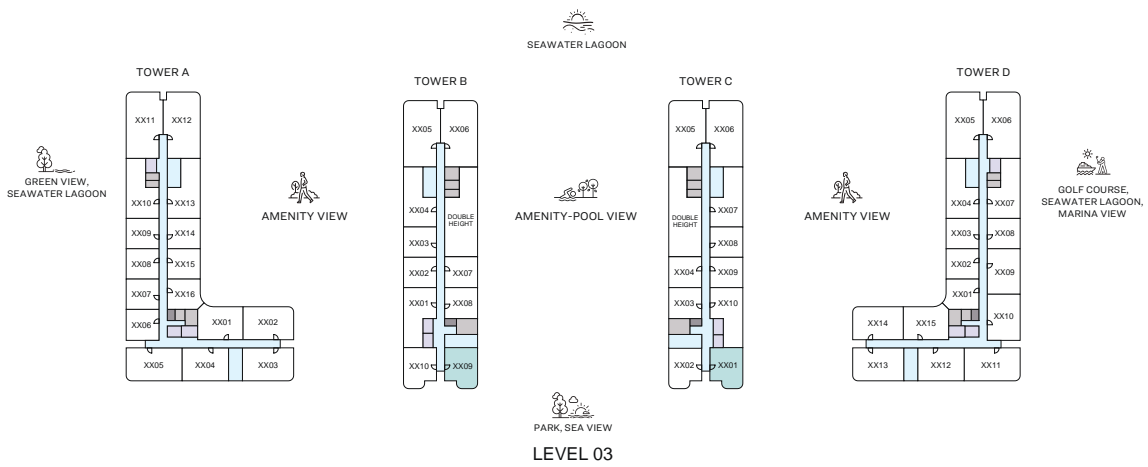 SEAWATER LAGOON
TOWER A
TOWER B
TOWER C
TOWER D
GREEN VIEW,
SEAWATER LAGOON
AMENITY VIEW
AMENITY-POOL VIEW
AMENITY VIEW
GOLF COURSE,
SEAWATER LAGOON,
MARINA VIEW
XX11
XX12
XX10
XX13
XX09
XX14
XX08
XX15
XX07
XX16
XX06
XX01
XX02
XX05
XX04
XX03
XX05
XX06
XX04
DOUBLE
HEIGHT
XX03
XX02
XX07
XX01
XX08
XX10
XX09
XX05
XX06
XX07
DOUBLE
HEIGHT
XX08
XX04
XX09
XX03
XX10
XX02
XX01
XX05
XX06
XX04
XX07
XX03
XX08
XX02
XX09
XX01
XX10
XX14
XX15
XX13
XX12
XX11
PARK, SEA VIEW
LEVEL 03